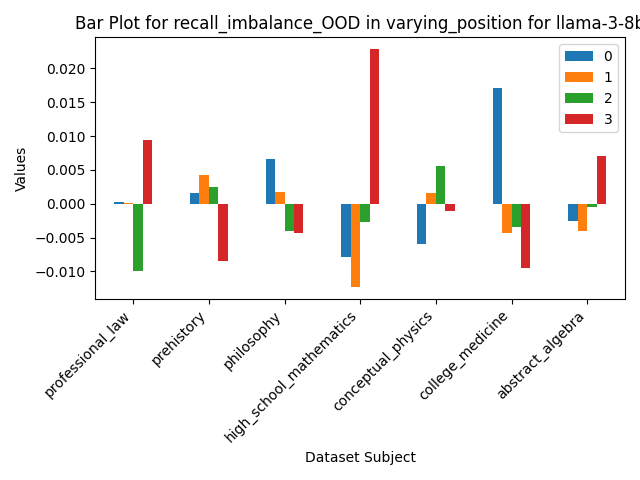 Bar Plot for recall_imbalance_OOD in varying_position for llama-3-8b
0
1
2
3
Values
0.020
0.015
0.010
0.005
0.000
−0.005
−0.010
professional_law
prehistory
philosophy
high_school_mathematics
conceptual_physics
college_medicine
abstract_algebra
Dataset Subject